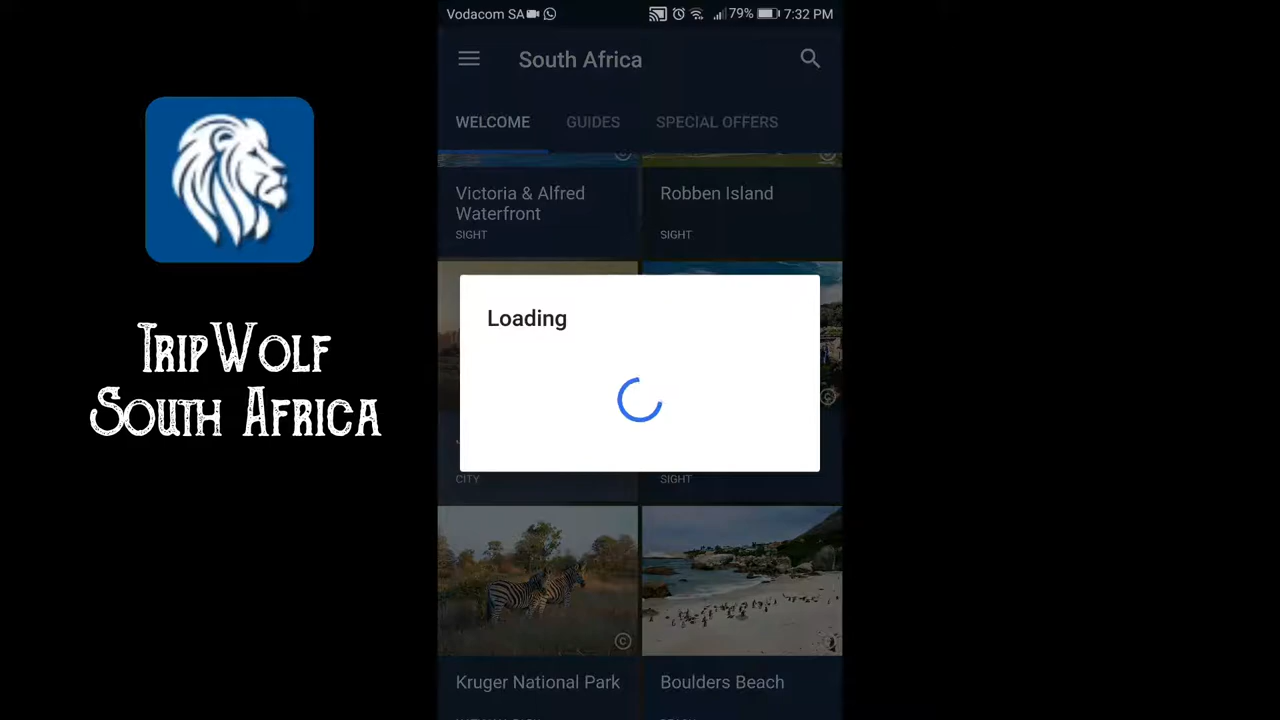 Vodacom SA
79%
7:32 PM
South Africa
WELCOME
GUIDES
SPECIAL OFFERS
Victoria & Alfred
Waterfront
SIGHT
Robben Island
SIGHT
TRIPWOLF
SOUTH AFRICA
Loading
CITY
SIGHT
Kruger National Park
Boulders Beach